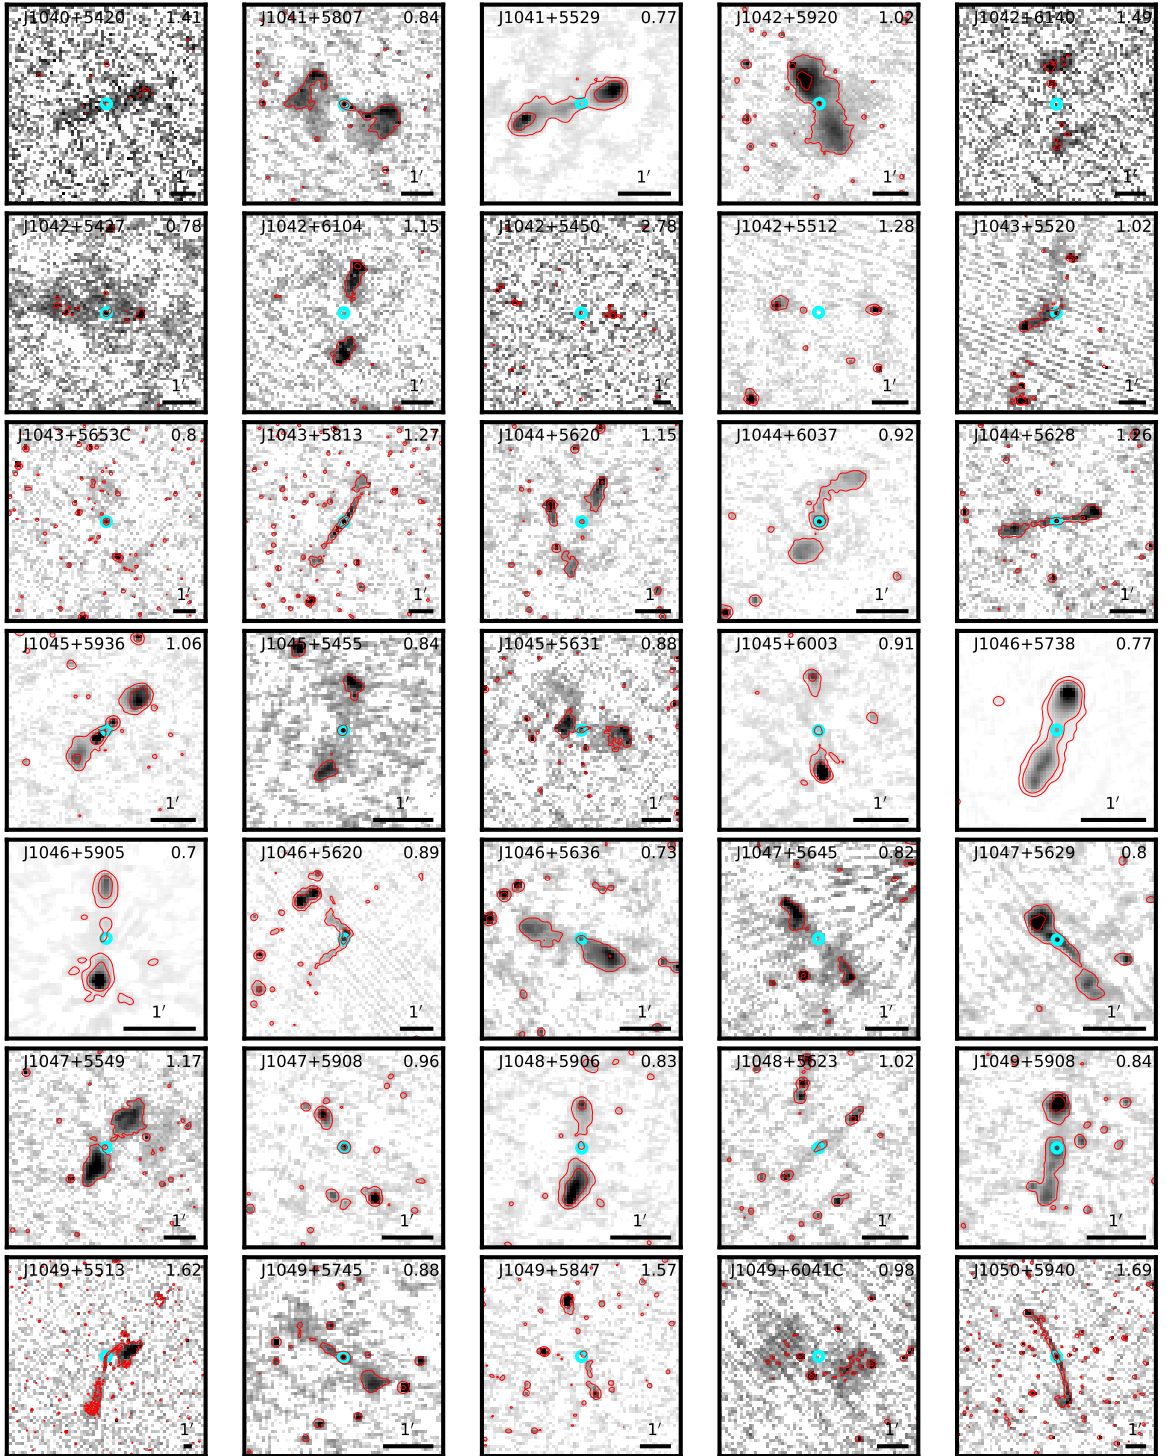 J1040+5420 1.41 J1041+5807 0.84 J1041+5529 0.77 J1042+5920 1.02 J1042+6140 1.49
1′ 1′ 1′ 1′ 1′
J1042+5427 0.78 J1042+6104 1.15 J1042+5450 2.78 J1042+5512 1.28 J1043+5520 1.02
1′ 1′ 1′ 1′ 1′
J1043+5653C 0.8 J1043+5813 1.27 J1044+5620 1.15 J1044+6037 0.92 J1044+5628 1.26
1′ 1′ 1′ 1′ 1′
J1045+5936 1.06 J1045+5455 0.84 J1045+5631 0.88 J1045+6003 0.91 J1046+5738 0.77
1′ 1′ 1′ 1′ 1′
J1046+5905 0.7 J1046+5620 0.89 J1046+5636 0.73 J1047+5645 0.82 J1047+5629 0.8
1′ 1′ 1′ 1′ 1′
J1047+5549 1.17 J1047+5908 0.96 J1048+5906 0.83 J1048+5623 1.02 J1049+5908 0.84
1′ 1′ 1′ 1′ 1′
J1049+5513 1.62 J1049+5745 0.88 J1049+5847 1.57 J1049+6041C 0.98 J1050+5940 1.69
1′ 1′ 1′ 1′ 1′